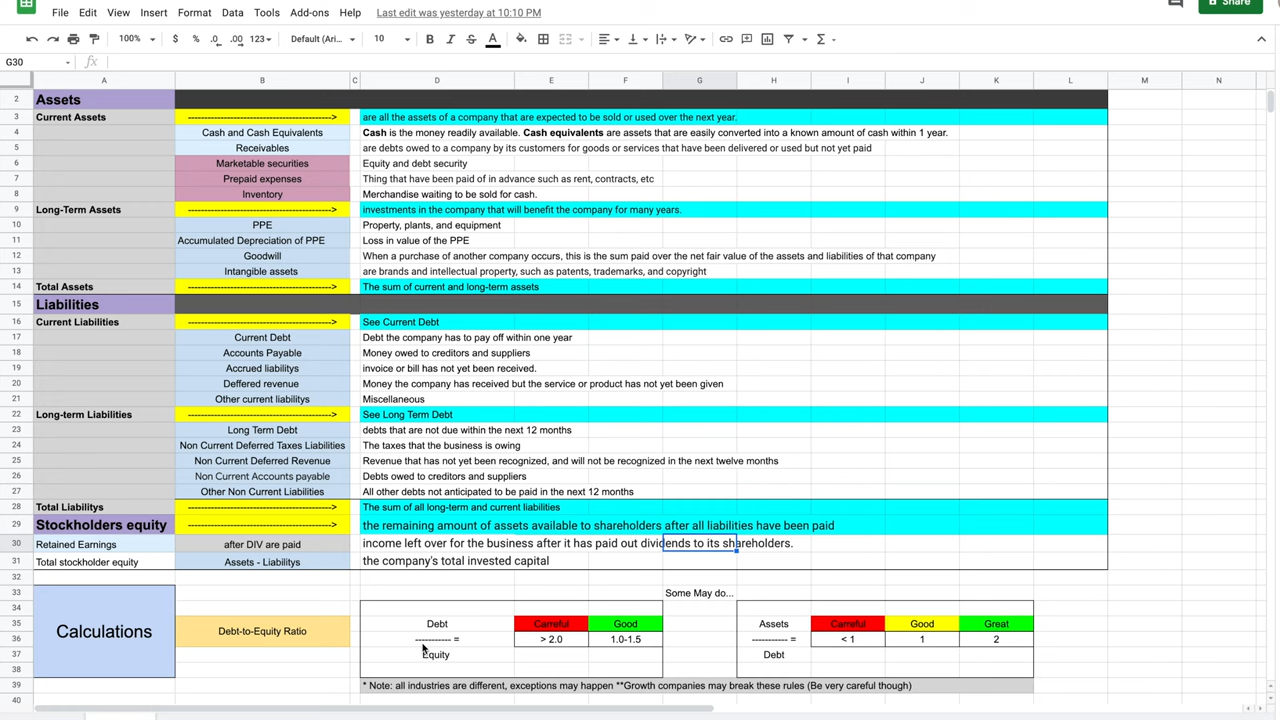 File Edit View Insert Format Data Tools Add-ons Help Last edit was yesterday at 10:10 PM Share
100% $ % .0 .00 123 Default (Ari... 10 B I S A Σ
G30 fx
A B C D E F G H I J K L M N
2 Assets
3 Current Assets ----------------------------------------> are all the assets of a company that are expected to be sold or used over the next year.
4 Cash and Cash Equivalents Cash is the money readily available. Cash equivalents are assets that are easily converted into a known amount of cash within 1 year.
5 Receivables are debts owed to a company by its customers for goods or services that have been delivered or used but not yet paid
6 Marketable securities Equity and debt security
7 Prepaid expenses Thing that have been paid of in advance such as rent, contracts, etc
8 Inventory Merchandise waiting to be sold for cash.
9 Long-Term Assets ----------------------------------------> investments in the company that will benefit the company for many years.
10 PPE Property, plants, and equipment
11 Accumulated Depreciation of PPE Loss in value of the PPE
12 Goodwill When a purchase of another company occurs, this is the sum paid over the net fair value of the assets and liabilities of that company
13 Intangible assets are brands and intellectual property, such as patents, trademarks, and copyright
14 Total Assets ----------------------------------------> The sum of current and long-term assets
15 Liabilities
16 Current Liabilities ----------------------------------------> See Current Debt
17 Current Debt Debt the company has to pay off within one year
18 Accounts Payable Money owed to creditors and suppliers
19 Accrued liabilitys invoice or bill has not yet been received.
20 Deffered revenue Money the company has received but the service or product has not yet been given
21 Other current liabilitys Miscellaneous
22 Long-term Liabilities ----------------------------------------> See Long Term Debt
23 Long Term Debt debts that are not due within the next 12 months
24 Non Current Deferred Taxes Liabilities The taxes that the business is owing
25 Non Current Deferred Revenue Revenue that has not yet been recognized, and will not be recognized in the next twelve months
26 Non Current Accounts payable Debts owed to creditors and suppliers
27 Other Non Current Liabilities All other debts not anticipated to be paid in the next 12 months
28 Total Liabilitys ----------------------------------------> The sum of all long-term and current liabilities
29 Stockholders equity ----------------------------------------> the remaining amount of assets available to shareholders after all liabilities have been paid
30 Retained Earnings after DIV are paid income left over for the business after it has paid out dividends to its shareholders.
31 Total stockholder equity Assets - Liabilitys the company's total invested capital
32
33 Some May do...
34
35 Debt Carreful Good Assets Carreful Good Great
36 Calculations Debt-to-Equity Ratio ----------- = > 2.0 1.0-1.5 ----------- = < 1 1 2
37 Equity Debt
38
39 * Note: all industries are different, exceptions may happen **Growth companies may break these rules (Be very careful though)
40